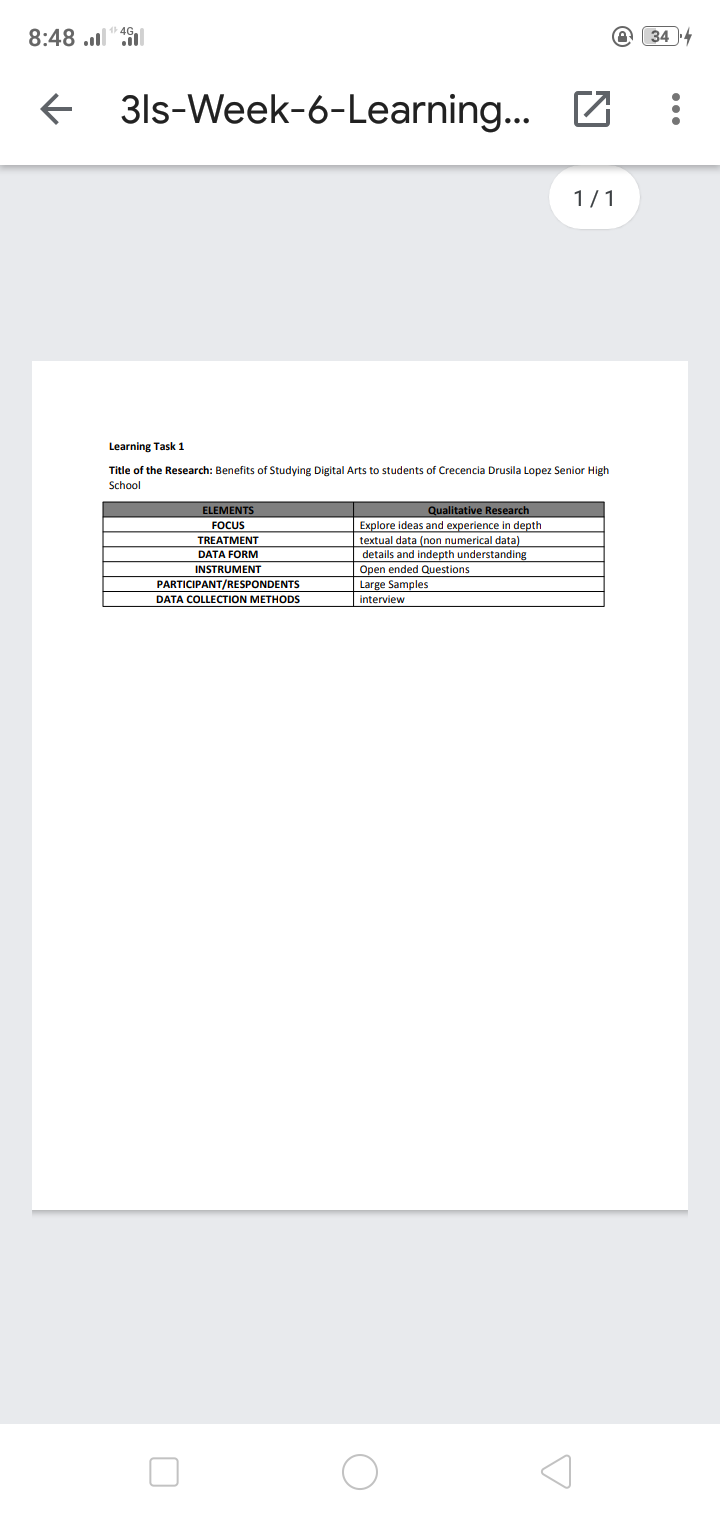 8:48 4G 34
3Is-Week-6-Learning...
1/1
Learning Task 1
Title of the Research: Benefits of Studying Digital Arts to students of Crecencia Drusila Lopez Senior High
School
ELEMENTS Qualitative Research
FOCUS Explore ideas and experience in depth
TREATMENT textual data (non numerical data)
DATA FORM details and indepth understanding
INSTRUMENT Open ended Questions
PARTICIPANT/RESPONDENTS Large Samples
DATA COLLECTION METHODS interview